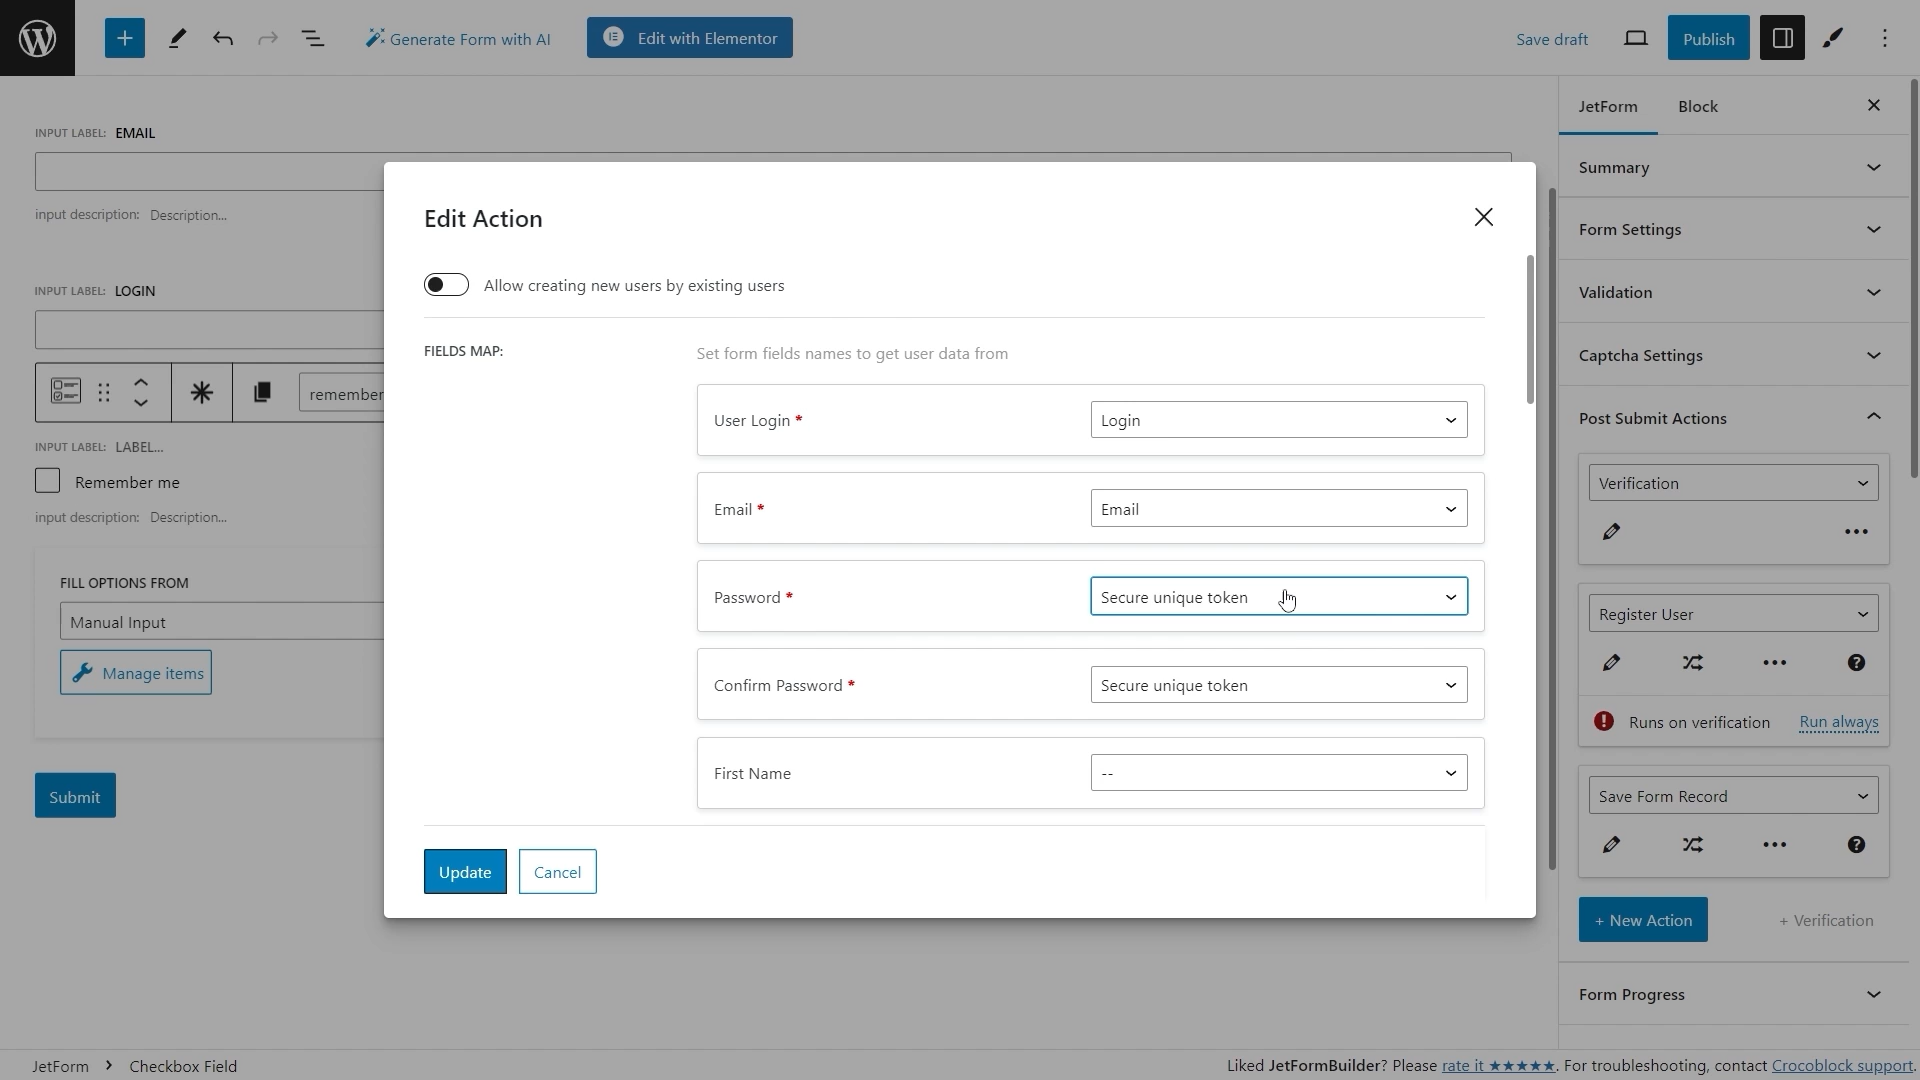 Generate Form with AI
Edit with Elementor
Save draft
Publish
JetForm
Block
INPUT LABEL: EMAIL
input description: Description...
INPUT LABEL: LOGIN
remember
INPUT LABEL: LABEL...
Remember me
input description: Description...
FILL OPTIONS FROM
Manual Input
Manage items
Submit
Edit Action
Allow creating new users by existing users
FIELDS MAP:
Set form fields names to get user data from
User Login *
Login
Email *
Email
Password *
Secure unique token
Confirm Password *
Secure unique token
First Name
--
Update
Cancel
Summary
Form Settings
Validation
Captcha Settings
Post Submit Actions
Verification
Register User
Runs on verification
Run always
Save Form Record
+ New Action
+ Verification
Form Progress
JetForm
Checkbox Field
Liked JetFormBuilder? Please rate it ★★★★★. For troubleshooting, contact Crocoblock support.